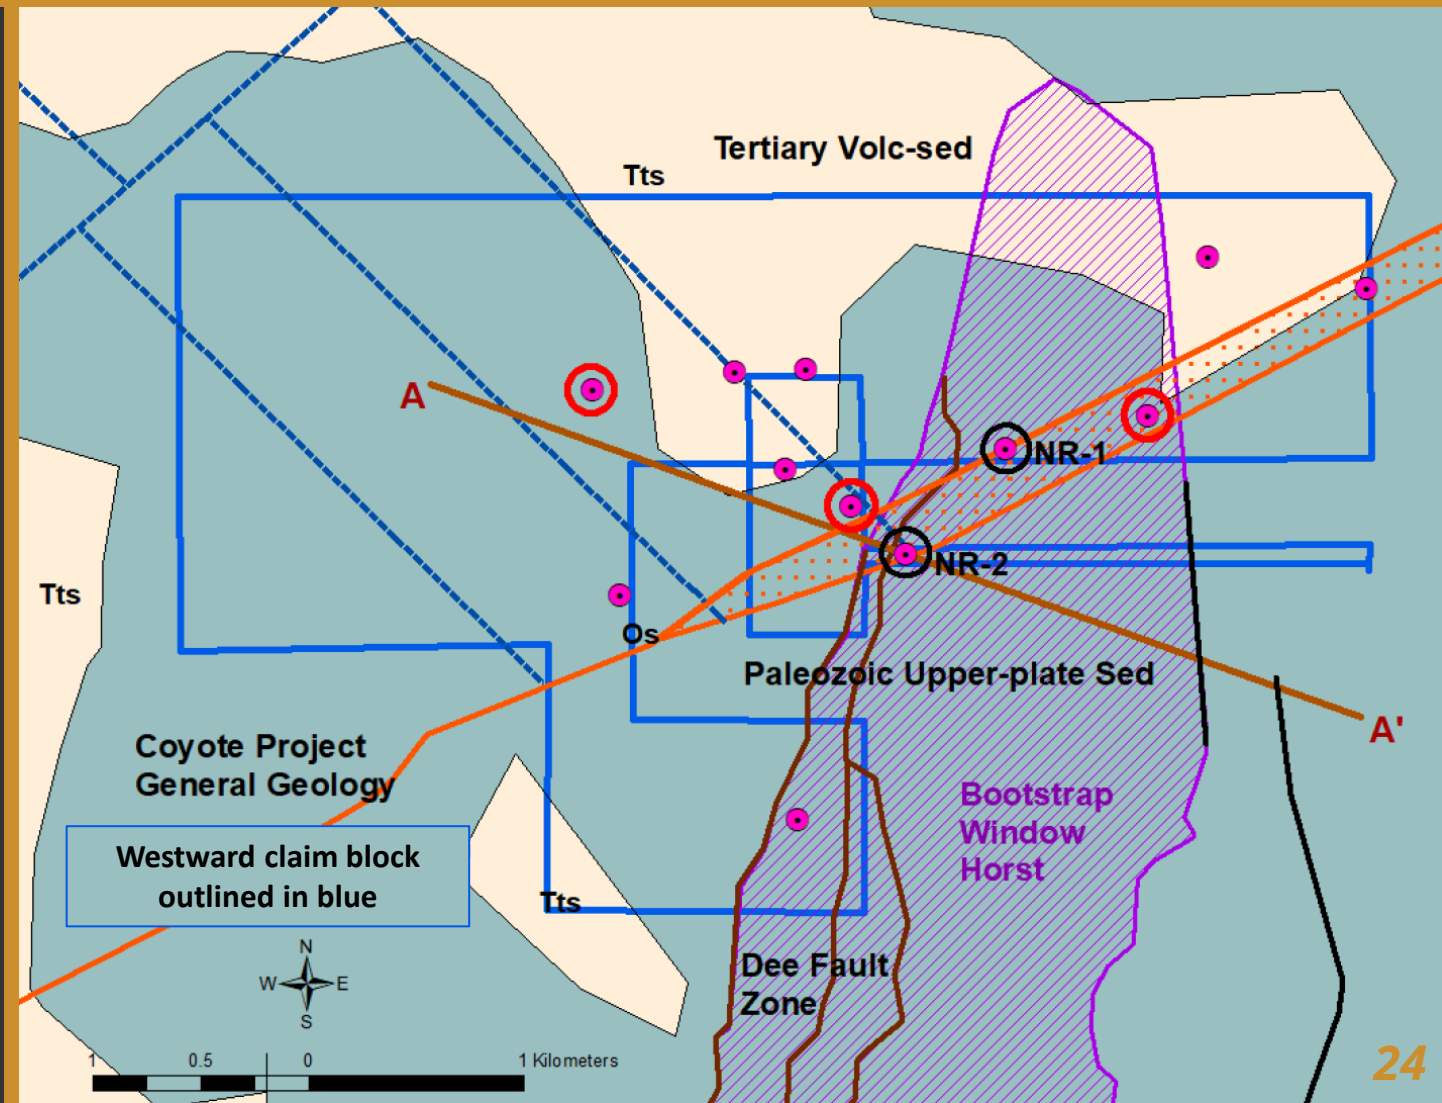 Tertiary Volc-sed
Tts
A
NR-1
NR-2
Tts
Os
Paleozoic Upper-plate Sed
A'
Coyote Project
General Geology
Bootstrap
Window
Horst
Westward claim block
outlined in blue
Tts
Dee Fault
Zone
N
W E
S
1 0.5 0 1 Kilometers
24